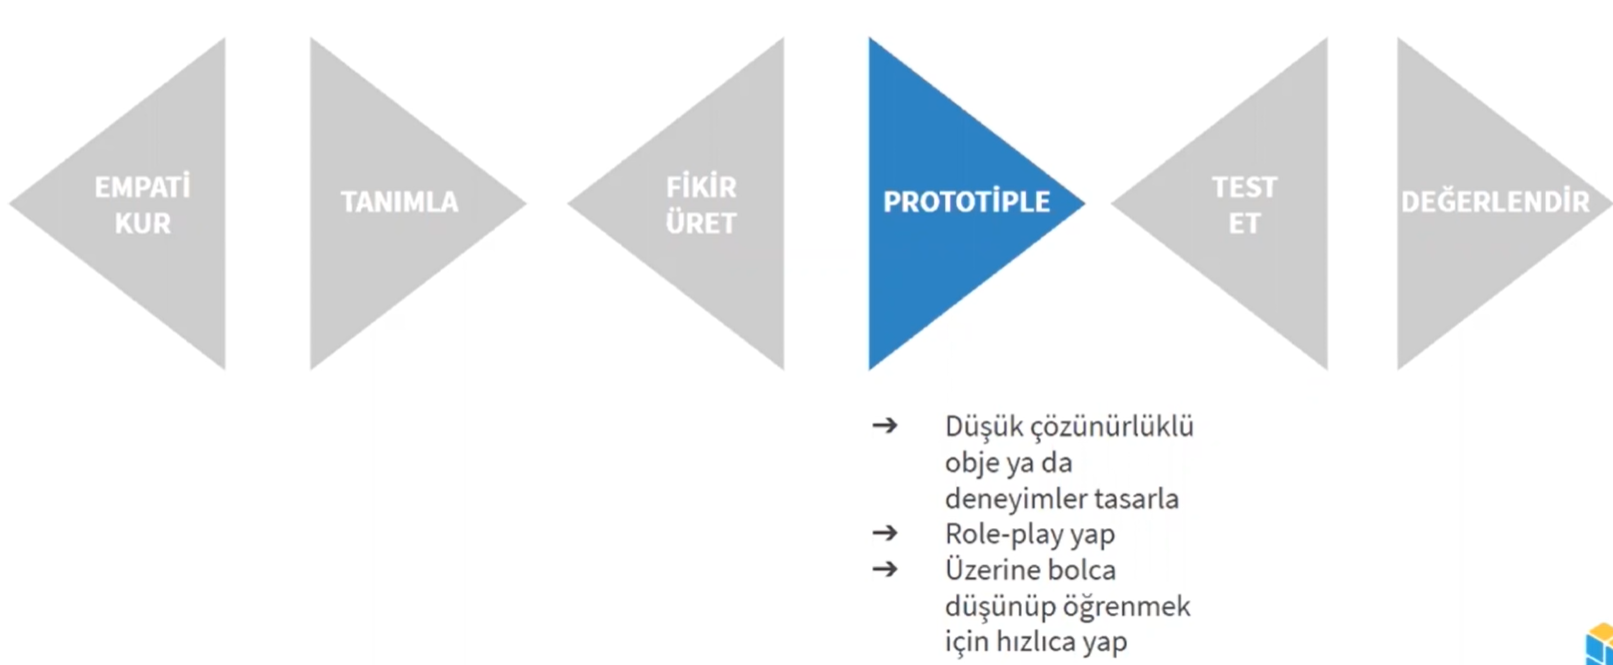 EMPATİ
KUR
TANIMLA
FİKİR
ÜRET
PROTOTİPLE
TEST
ET
DEĞERLENDİR
➔ Düşük çözünürlüklü
obje ya da
deneyimler tasarla
➔ Role-play yap
➔ Üzerine bolca
düşünüp öğrenmek
için hızlıca yap